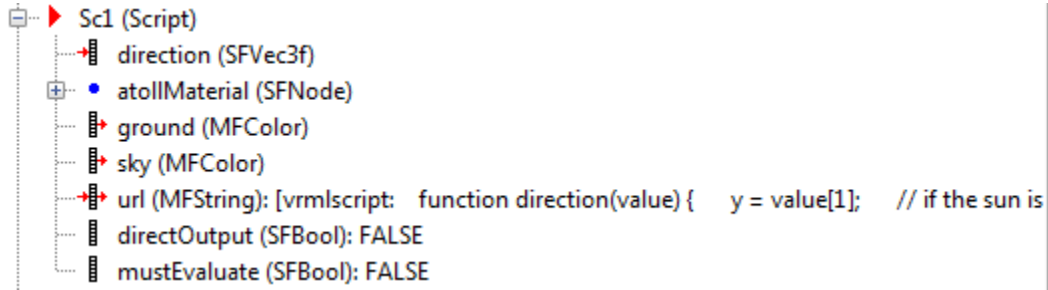 Sc1 (Script)
direction (SFVec3f)
atollMaterial (SFNode)
ground (MFColor)
sky (MFColor)
url (MFString): [vrmlscript:   function direction(value) {     y = value[1];     // if the sun is
directOutput (SFBool): FALSE
mustEvaluate (SFBool): FALSE